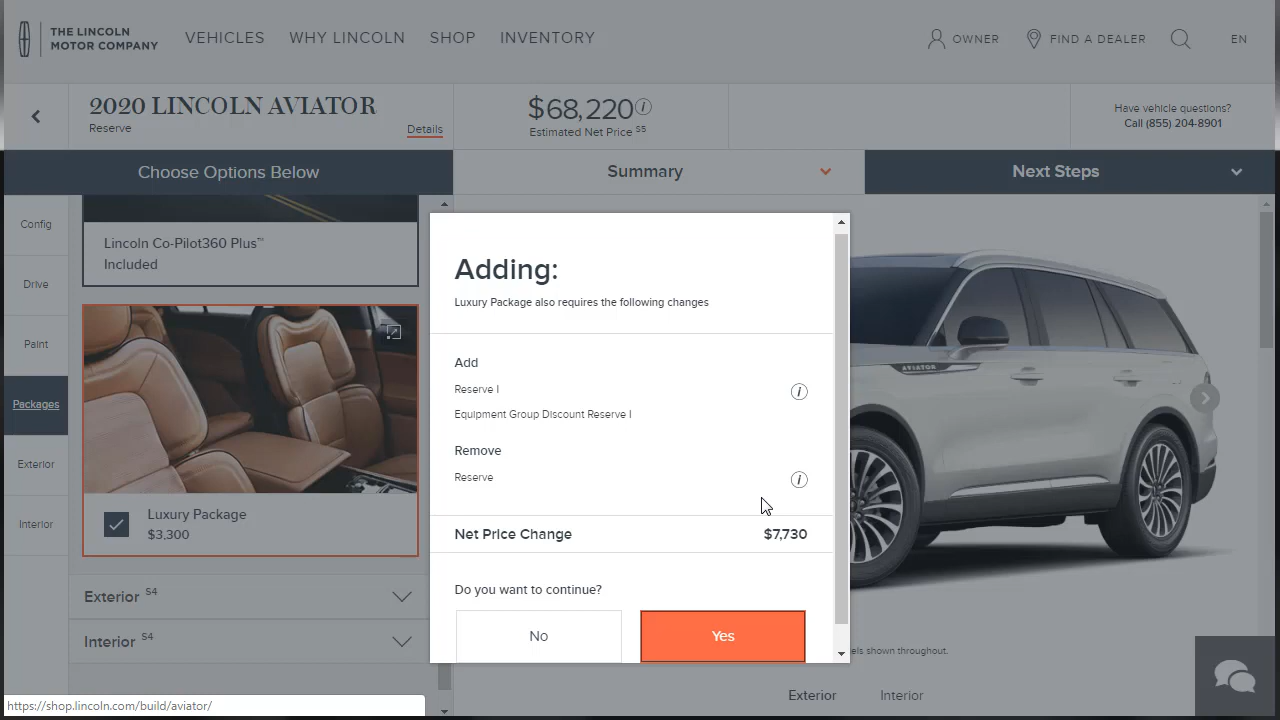 THE LINCOLN
MOTOR COMPANY
VEHICLES
WHY LINCOLN
SHOP
INVENTORY
OWNER
FIND A DEALER
EN
2020 LINCOLN AVIATOR
Reserve
Details
$68,220
Estimated Net Price S5
Have vehicle questions?
Call (855) 204-8901
Choose Options Below
Summary
Next Steps
Config
Drive
Paint
Packages
Exterior
Interior
Lincoln Co-Pilot360 Plus™
Included
Luxury Package
$3,300
Exterior S4
Interior S4
Adding:
Luxury Package also requires the following changes
Add
Reserve I
Equipment Group Discount Reserve I
Remove
Reserve
Net Price Change
$7,730
Do you want to continue?
No
Yes
AVIATOR
els shown throughout.
Exterior
Interior
https://shop.lincoln.com/build/aviator/